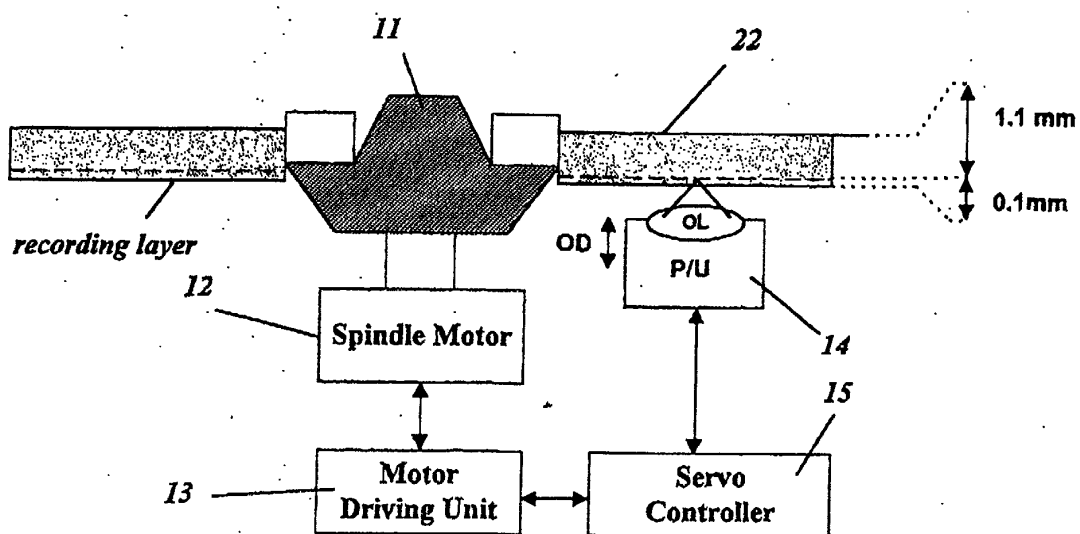 11
22
1.1 mm
0.1mm
recording layer
OD
OL
P/U
12
14
Spindle Motor
15
13
Motor
Driving Unit
Servo
Controller